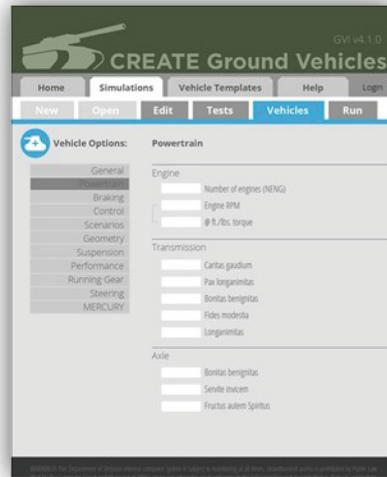 GVI v4.1.0
CREATE Ground Vehicles
Home Simulations Vehicle Templates Help Login
New Open Edit Tests Vehicles Run
Vehicle Options: Powertrain
General
Powertrain
Braking
Control
Scenarios
Geometry
Suspension
Performance
Running Gear
Steering
MERCURY
Engine
Number of engines (NENG)
Engine RPM
@ ft./lbs. torque
Transmission
Caritas gaudium
Pax longanimitas
Bonitas benignitas
Fides modestia
Longanimitas
Axle
Bonitas benignitas
Servite invicem
Fructus autem Spiritus